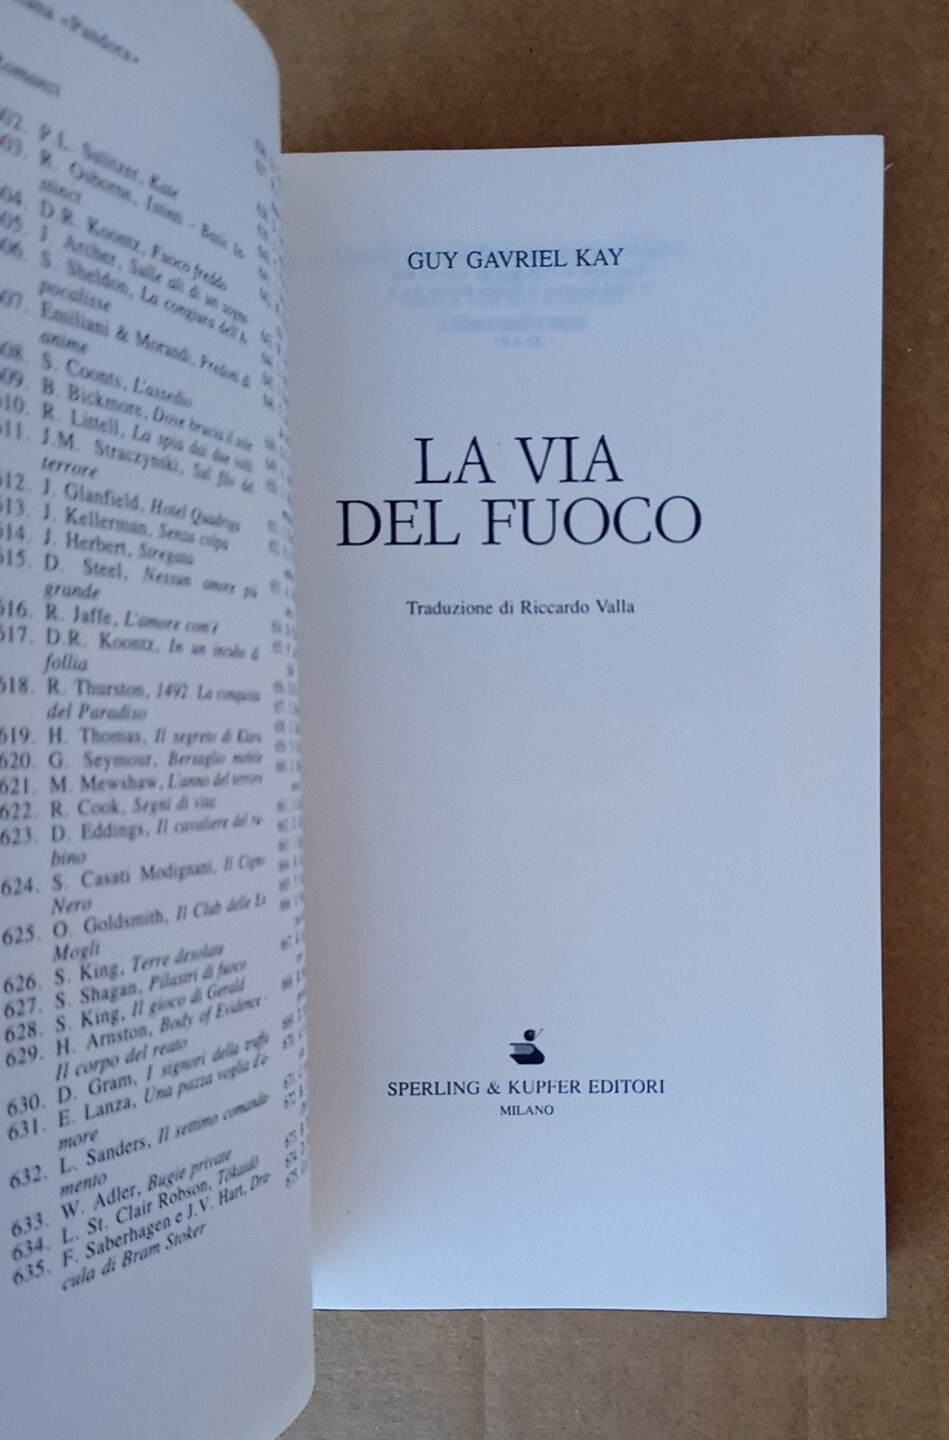 «Pandora»
Romanzi
602. P.L. Sulitzer, Kate
603. R. Osborne, Istinti - Basic In-
stinct
604. D.R. Koontz, Fuoco freddo
605. J. Archer, Sulle ali di un sogno
606. S. Sheldon, La congiura dell'A-
pocalisse
607. Emiliani & Morandi, Predoni di
anime
608. S. Coonts, L'assedio
609. B. Bickmore, Dove brucia il sole
610. R. Littell, La spia dai due volti
611. J.M. Straczynski, Sul filo del
terrore
612. J. Glanfield, Hotel Quadriga
613. J. Kellerman, Senza colpa
614. J. Herbert, Stregata
615. D. Steel, Nessun amore più
grande
616. R. Jaffe, L'amore com'è
617. D.R. Koontz, In un incubo di
follia
618. R. Thurston, 1492. La conquista
del Paradiso
619. H. Thomas, Il segreto di Klara
620. G. Seymour, Bersaglio mobile
621. M. Mewshaw, L'anno del terrore
622. R. Cook, Segni di vita
623. D. Eddings, Il cavaliere del ru-
bino
624. S. Casati Modignani, Il Cigno
Nero
625. O. Goldsmith, Il Club delle Ex
Mogli
626. S. King, Terre desolate
627. S. Shagan, Pilastri di fuoco
628. S. King, Il gioco di Gerald
629. H. Arnston, Body of Evidence -
Il corpo del reato
630. D. Gram, I signori della truffa
631. E. Lanza, Una pazza voglia d'a-
more
632. L. Sanders, Il settimo comanda-
mento
633. W. Adler, Bugie private
634. L. St. Clair Robson, Tōkaidō
635. F. Saberhagen e J.V. Hart, Dra-
cula di Bram Stoker
GUY GAVRIEL KAY
LA VIA
DEL FUOCO
Traduzione di Riccardo Valla
SPERLING & KUPFER EDITORI
MILANO